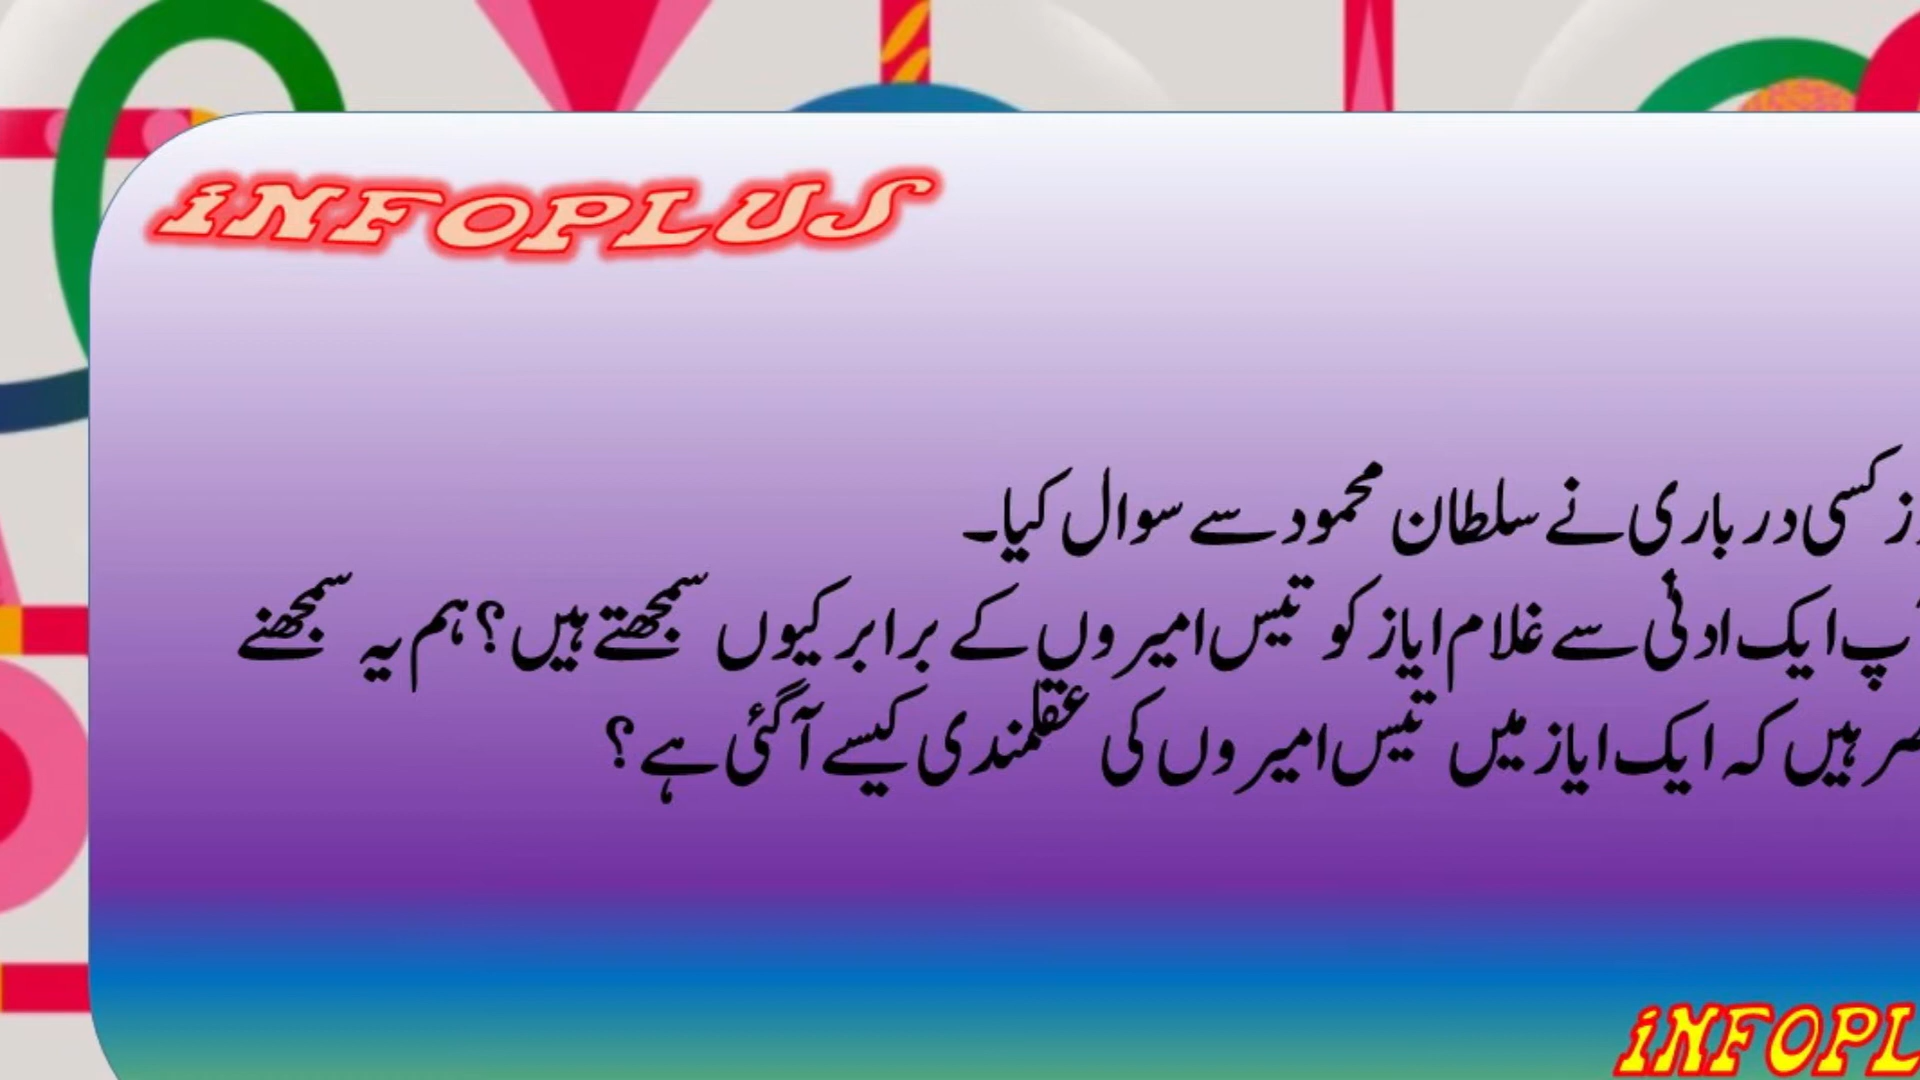 iNFOPLUS
کسی درباری نے سلطان محمود سے سوال کیا۔
ایک ادنیٰ سے غلام ایاز کو تیس امیروں کے برابر کیوں سمجھتے ہیں؟ ہم یہ سمجھنے
ہیں کہ ایک ایاز میں تیس امیروں کی عقلمندی کیسے آگئی ہے؟
iNFOPL